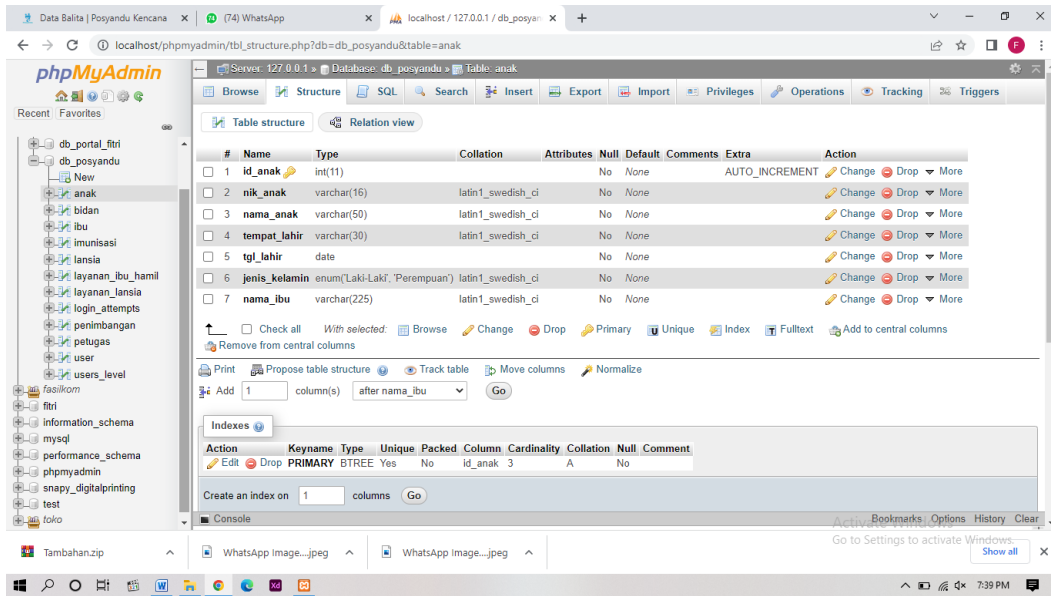 Data Balita | Posyandu Kencana
(74) WhatsApp
localhost / 127.0.0.1 / db_posyan
localhost/phpmyadmin/tbl_structure.php?db=db_posyandu&table=anak
F
phpMyAdmin
Recent Favorites
db_portal_fitri
db_posyandu
New
anak
bidan
ibu
imunisasi
lansia
layanan_ibu_hamil
layanan_lansia
login_attempts
penimbangan
petugas
user
users_level
fasilkom
fitri
information_schema
mysql
performance_schema
phpmyadmin
snapy_digitalprinting
test
toko
Server: 127.0.0.1 » Database: db_posyandu » Table: anak
Browse Structure SQL Search Insert Export Import Privileges Operations Tracking Triggers
Table structure Relation view
# Name Type Collation Attributes Null Default Comments Extra Action
1 id_anak int(11) No None AUTO_INCREMENT Change Drop More
2 nik_anak varchar(16) latin1_swedish_ci No None Change Drop More
3 nama_anak varchar(50) latin1_swedish_ci No None Change Drop More
4 tempat_lahir varchar(30) latin1_swedish_ci No None Change Drop More
5 tgl_lahir date No None Change Drop More
6 jenis_kelamin enum('Laki-Laki', 'Perempuan') latin1_swedish_ci No None Change Drop More
7 nama_ibu varchar(225) latin1_swedish_ci No None Change Drop More
Check all With selected: Browse Change Drop Primary Unique Index Fulltext Add to central columns
Remove from central columns
Print Propose table structure Track table Move columns Normalize
Add 1 column(s) after nama_ibu Go
Indexes
Action Keyname Type Unique Packed Column Cardinality Collation Null Comment
Edit Drop PRIMARY BTREE Yes No id_anak 3 A No
Create an index on 1 columns Go
Console Bookmarks Options History Clear
Activate Windows
Go to Settings to activate Windows.
Tambahan.zip WhatsApp Image....jpeg WhatsApp Image....jpeg Show all
7:39 PM